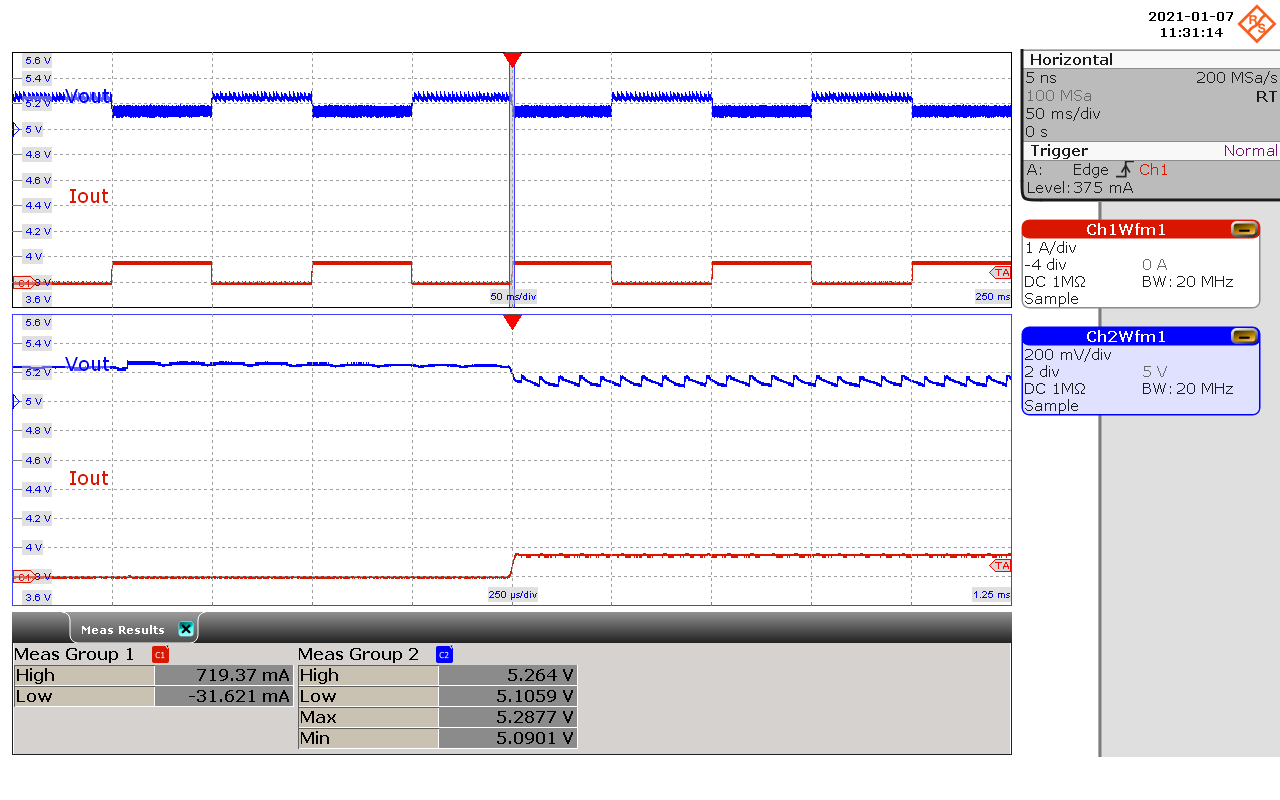 2021-01-07
11:31:14
R&S
Horizontal
5 ns 200 MSa/s
100 MSa RT
50 ms/div
0 s
Trigger Normal
A: Edge Ch1
Level: 375 mA
Ch1Wfm1
1 A/div
-4 div 0 A
DC 1MΩ BW: 20 MHz
Sample
Ch2Wfm1
200 mV/div
2 div 5 V
DC 1MΩ BW: 20 MHz
Sample
5.6 V
5.4 V
Vout
5.2 V
5 V
4.8 V
4.6 V
Iout
4.4 V
4.2 V
4 V
C1 3.8 V
TA
3.6 V
50 ms/div
250 ms
5.6 V
5.4 V
Vout
5.2 V
5 V
4.8 V
4.6 V
Iout
4.4 V
4.2 V
4 V
TA
C1 3.8 V
3.6 V
250 µs/div
1.25 ms
Meas Results
Meas Group 1 C1 Meas Group 2 C2
High 719.37 mA High 5.264 V
Low -31.621 mA Low 5.1059 V
Max 5.2877 V
Min 5.0901 V